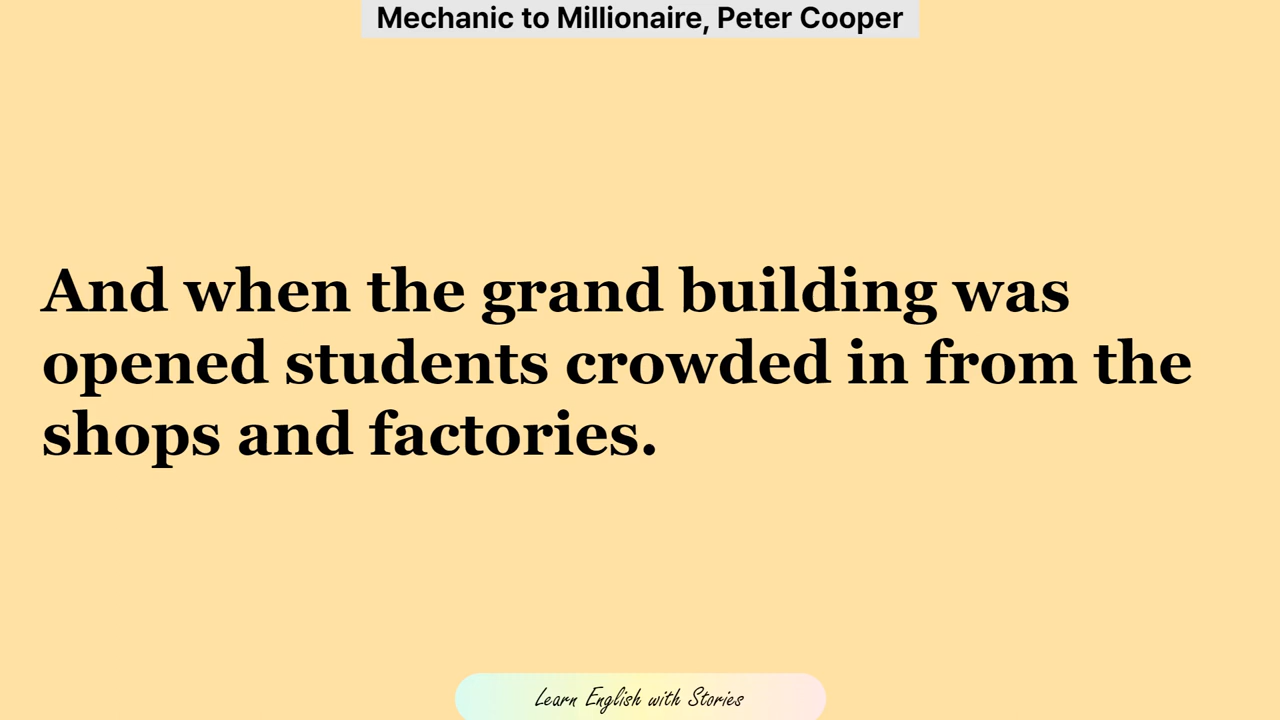 Mechanic to Millionaire, Peter Cooper
And when the grand building was
opened students crowded in from the
shops and factories.
Learn English with Stories